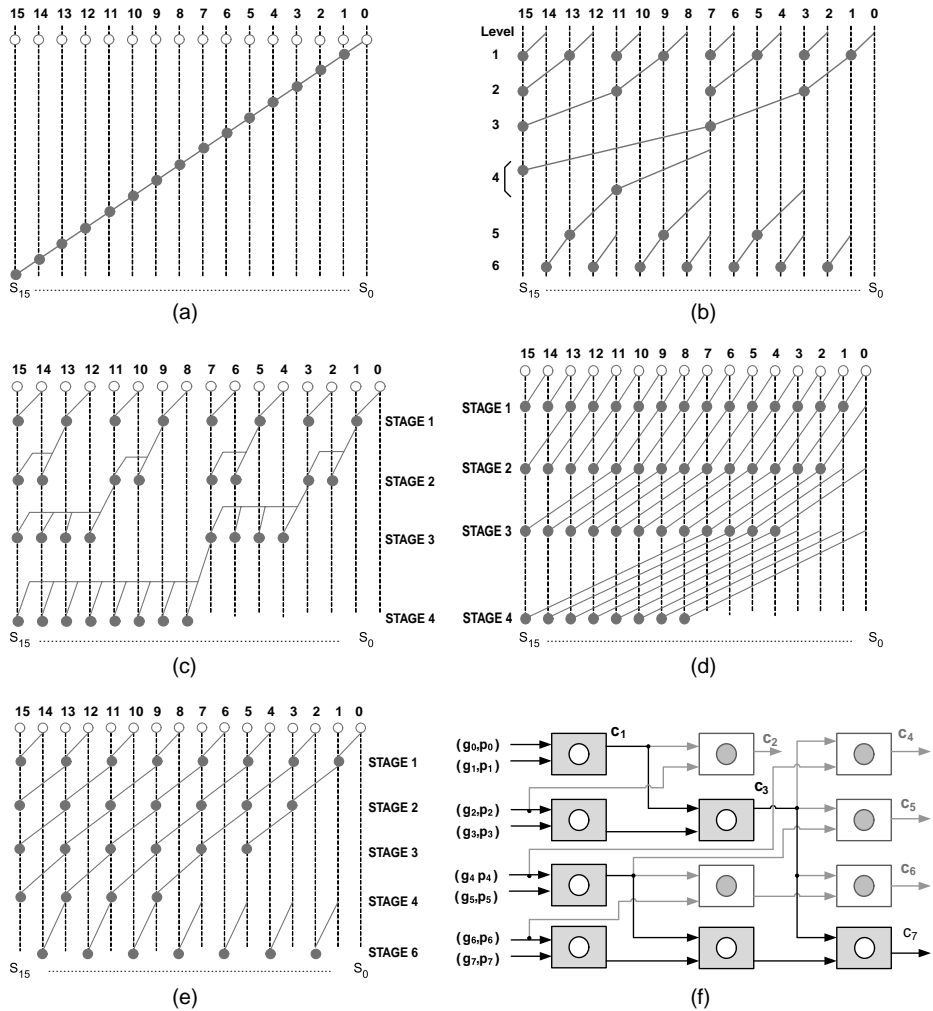 15 14 13 12 11 10 9 8 7 6 5 4 3 2 1 0
S15 S0
(a)
15 14 13 12 11 10 9 8 7 6 5 4 3 2 1 0
Level
1
2
3
4
5
6
S15 S0
(b)
15 14 13 12 11 10 9 8 7 6 5 4 3 2 1 0
STAGE 1
STAGE 2
STAGE 3
STAGE 4
S15 S0
(c)
15 14 13 12 11 10 9 8 7 6 5 4 3 2 1 0
STAGE 1
STAGE 2
STAGE 3
STAGE 4
S15 S0
(d)
15 14 13 12 11 10 9 8 7 6 5 4 3 2 1 0
STAGE 1
STAGE 2
STAGE 3
STAGE 4
STAGE 6
S15 S0
(e)
(g0,p0) c1 c2 c4
(g1,p1)
c3
(g2,p2) c5
(g3,p3)
(g4 p4) c6
(g5,p5)
(g6,p6) c7
(g7,p7)
(f)